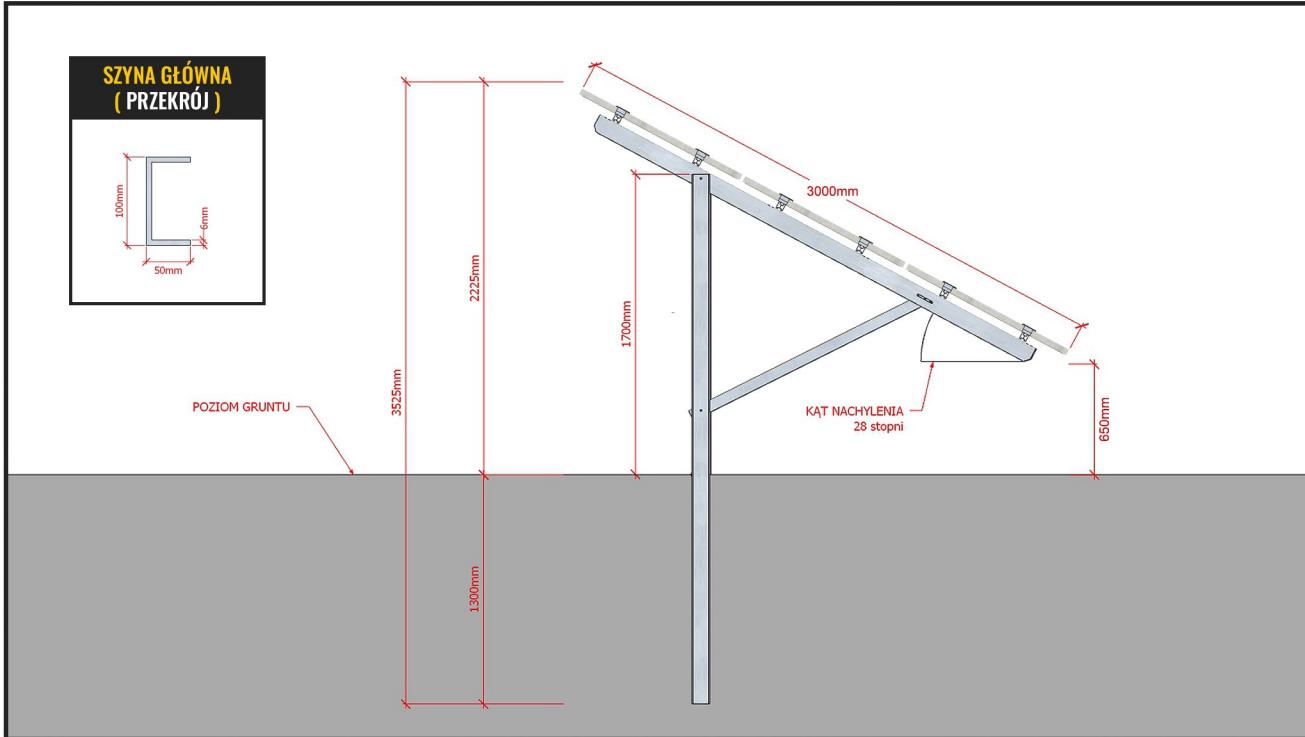 SZYNA GŁÓWNA
( PRZEKRÓJ )
100mm
6mm
50mm
3000mm
2225mm
1700mm
3525mm
POZIOM GRUNTU
KĄT NACHYLENIA
28 stopni
650mm
1300mm